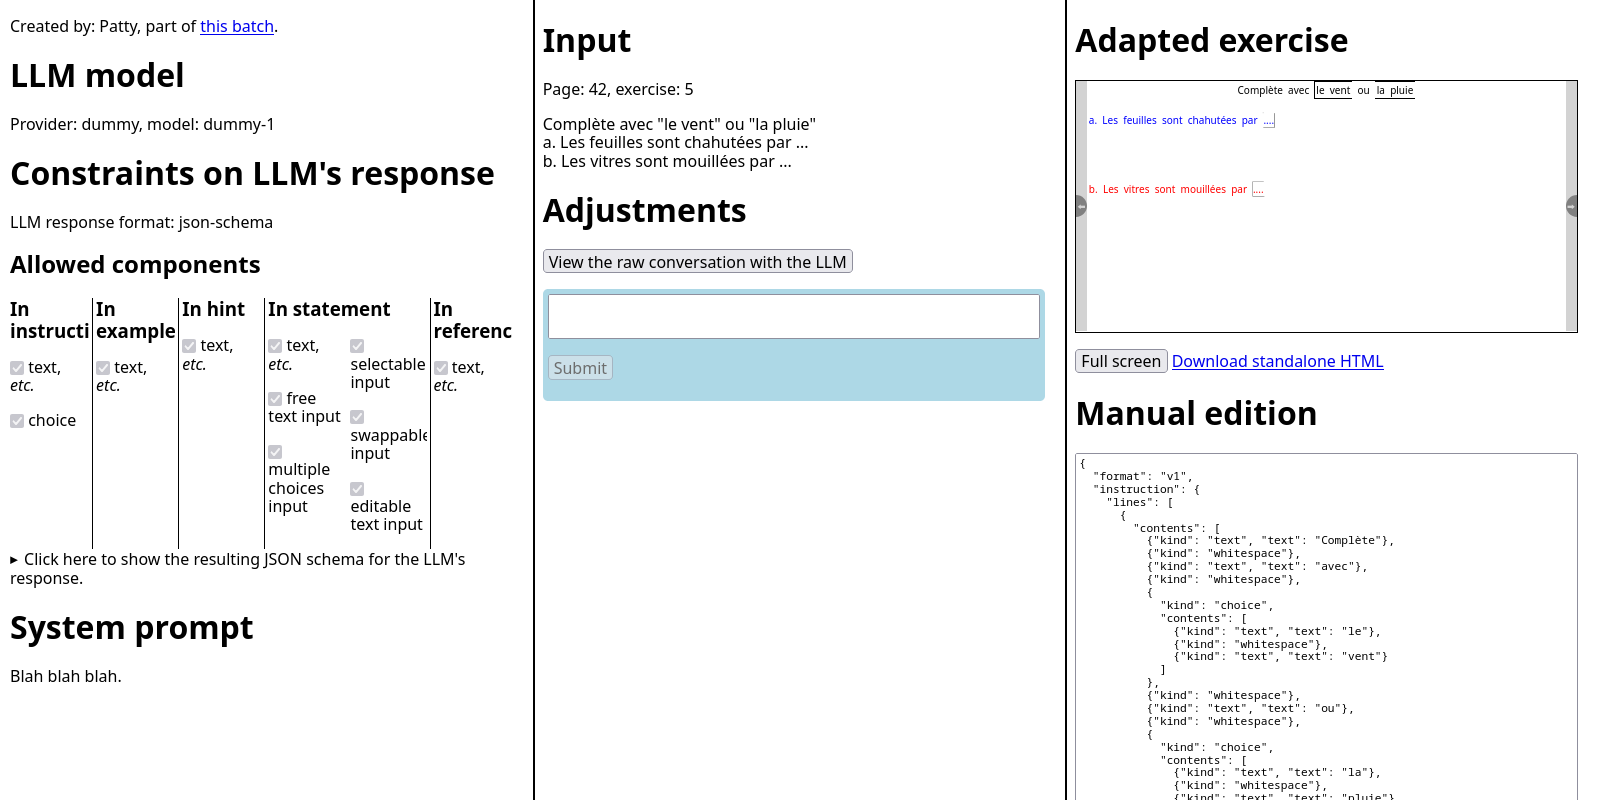 Created by: Patty, part of this batch.
LLM model
Provider: dummy, model: dummy-1
Constraints on LLM's response
LLM response format: json-schema
Allowed components
In
instructi
text,
etc.
choice
In
example
text,
etc.
In hint
text,
etc.
In statement
text,
etc.
free
text input
multiple
choices
input
selectable
input
swappable
input
editable
text input
In
referenc
text,
etc.
▸ Click here to show the resulting JSON schema for the LLM's
response.
System prompt
Blah blah blah.
Input
Page: 42, exercise: 5
Complète avec "le vent" ou "la pluie"
a. Les feuilles sont chahutées par ...
b. Les vitres sont mouillées par ...
Adjustments
View the raw conversation with the LLM
Submit
Adapted exercise
Complète avec le vent ou la pluie
a. Les feuilles sont chahutées par ....
b. Les vitres sont mouillées par ....
Full screen Download standalone HTML
Manual edition
{
"format": "v1",
"instruction": {
"lines": [
{
"contents": [
{"kind": "text", "text": "Complète"},
{"kind": "whitespace"},
{"kind": "text", "text": "avec"},
{"kind": "whitespace"},
{
"kind": "choice",
"contents": [
{"kind": "text", "text": "le"},
{"kind": "whitespace"},
{"kind": "text", "text": "vent"}
]
},
{"kind": "whitespace"},
{"kind": "text", "text": "ou"},
{"kind": "whitespace"},
{
"kind": "choice",
"contents": [
{"kind": "text", "text": "la"},
{"kind": "whitespace"},
{"kind": "text", "text": "pluie"}